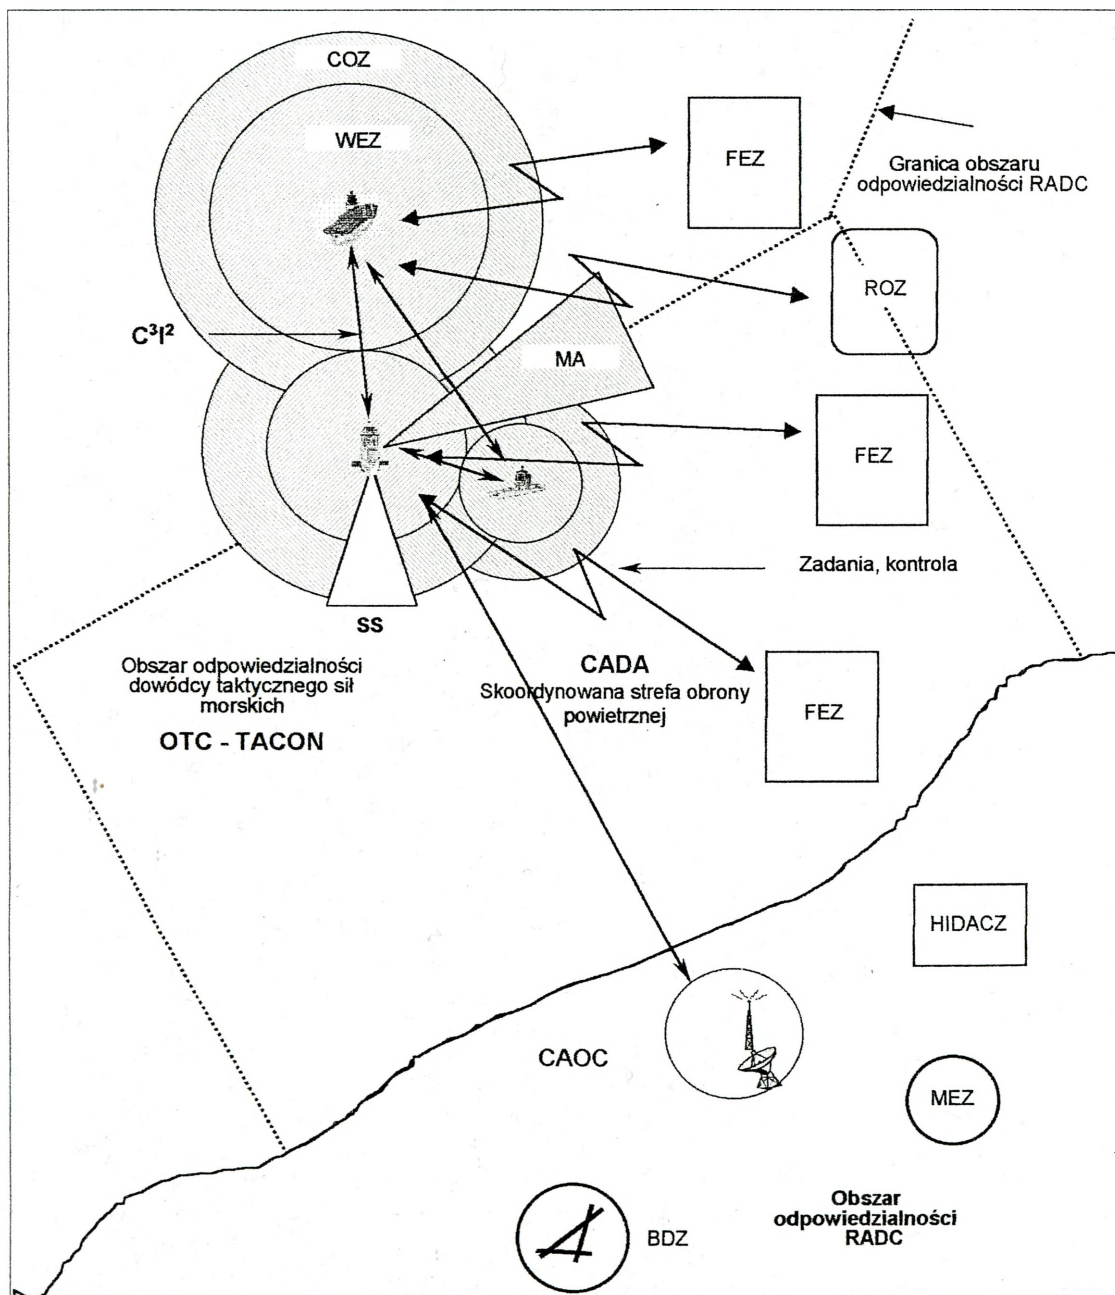 COZ
WEZ
FEZ
Granica obszaru
odpowiedzialności RADC
ROZ
C³I²
MA
FEZ
Zadania, kontrola
SS
CADA
Skoordynowana strefa obrony
powietrznej
Obszar odpowiedzialności
dowódcy taktycznego sił
morskich
OTC - TACON
FEZ
HIDACZ
CAOC
MEZ
Obszar
odpowiedzialności
RADC
BDZ